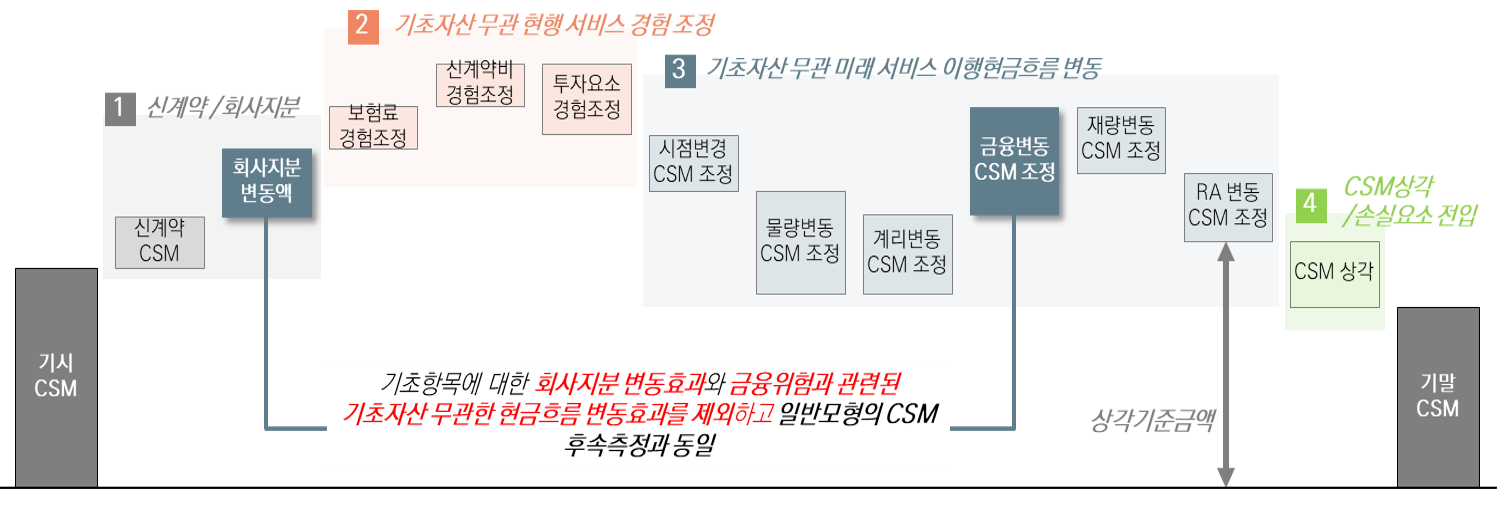 1 신계약 / 회사지분
신계약
CSM
회사지분
변동액
2 기초자산 무관 현행 서비스 경험 조정
보험료
경험조정
신계약비
경험조정
투자요소
경험조정
3 기초자산 무관 미래 서비스 이행현금흐름 변동
시점변경
CSM 조정
물량변동
CSM 조정
계리변동
CSM 조정
금융변동
CSM 조정
재량변동
CSM 조정
RA 변동
CSM 조정
4 CSM상각
/손실요소 전입
CSM 상각
기시
CSM
기초항목에 대한 회사지분 변동효과와 금융위험과 관련된
기초자산 무관한 현금흐름 변동효과를 제외하고 일반모형의 CSM
후속측정과 동일
상각기준금액
기말
CSM